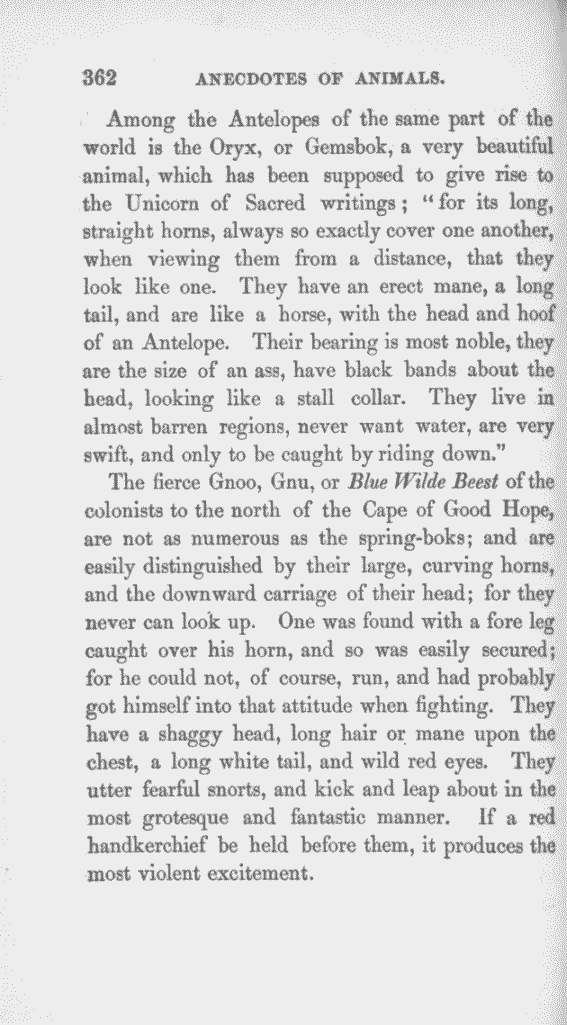 362 ANECDOTES OF ANIMALS.
Among the Antelopes of the same part of the
world is the Oryx, or Gemsbok, a very beautiful
animal, which has been supposed to give rise to
the Unicorn of Sacred writings; "for its long,
straight horns, always so exactly cover one another,
when viewing them from a distance, that they
look like one. They have an erect mane, a long
tail, and are like a horse, with the head and hoof
of an Antelope. Their bearing is most noble, they
are the size of an ass, have black bands about the
head, looking like a stall collar. They live in
almost barren regions, never want water, are very
swift, and only to be caught by riding down."
The fierce Gnoo, Gnu, or Blue Wilde Beest of the
colonists to the north of the Cape of Good Hope,
are not as numerous as the spring-boks; and are
easily distinguished by their large, curving horns,
and the downward carriage of their head; for they
never can look up. One was found with a fore leg
caught over his horn, and so was easily secured;
for he could not, of course, run, and had probably
got himself into that attitude when fighting. They
have a shaggy head, long hair or mane upon the
chest, a long white tail, and wild red eyes. They
utter fearful snorts, and kick and leap about in the
most grotesque and fantastic manner. If a red
handkerchief be held before them, it produces the
most violent excitement.